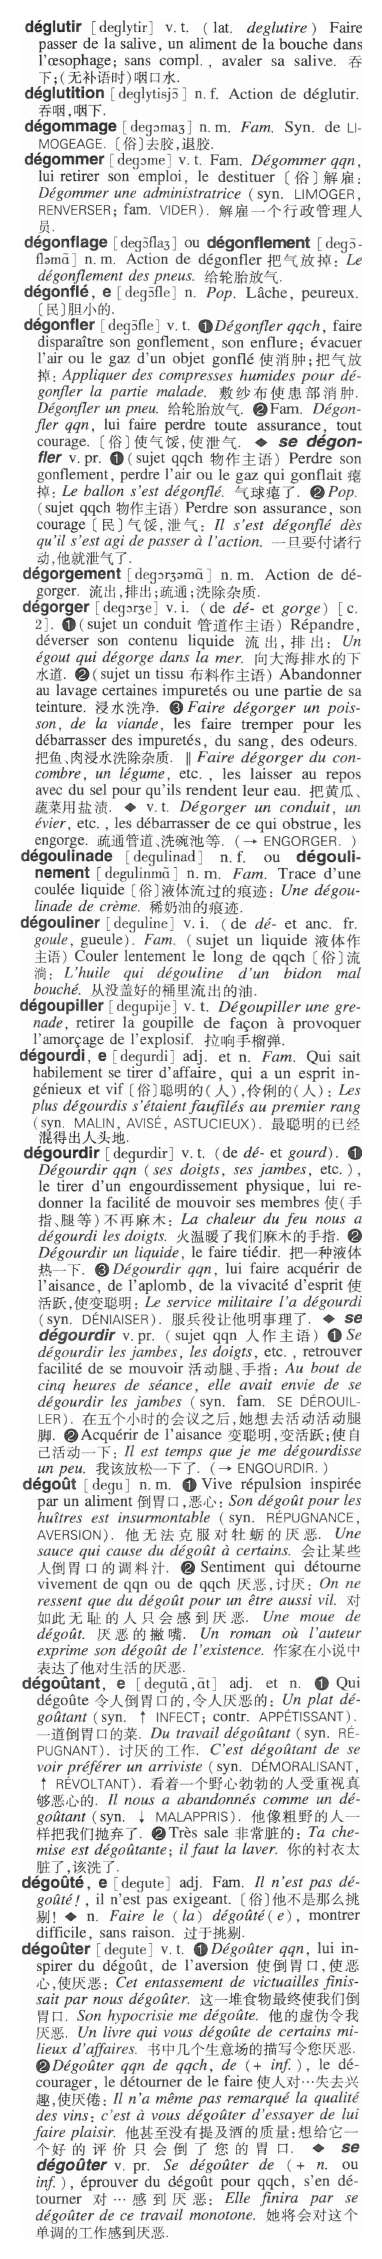 déglutir [deglytir] v. t. ( lat. deglutire ) Faire
passer de la salive, un aliment de la bouche dans
l'œsophage; sans compl. , avaler sa salive. 吞
下;(无补语时)咽口水.
déglutition [deglytisjɔ̃] n. f. Action de déglutir.
吞咽,咽下.
dégommage [degɔmaʒ] n. m. Fam. Syn. de LI-
MOGEAGE. 〔俗〕去胶,退胶.
dégommer [degɔme] v. t. Fam. Dégommer qqn,
lui retirer son emploi, le destituer 〔俗〕解雇:
Dégommer une administratrice ( syn. LIMOGER,
RENVERSER; fam. VIDER). 解雇一个行政管理人
员.
dégonflage [degɔ̃flaʒ] ou dégonflement [degɔ̃-
fləmɑ̃] n. m. Action de dégonfler 把气放掉: Le
dégonflement des pneus. 给轮胎放气.
dégonflé, e [degɔ̃fle] n. Pop. Lâche, peureux.
〔民〕胆小的.
dégonfler [degɔ̃fle] v. t. ❶Dégonfler qqch, faire
disparaître son gonflement, son enflure; évacuer
l'air ou le gaz d'un objet gonflé 使消肿;把气放
掉: Appliquer des compresses humides pour dé-
gonfler la partie malade. 敷纱布使患部消肿.
Dégonfler un pneu. 给轮胎放气. ❷Fam. Dégon-
fler qqn, lui faire perdre toute assurance, tout
courage. 〔俗〕使气馁,使泄气. ◆ se dégon-
fler v. pr. ❶(sujet qqch 物作主语) Perdre son
gonflement, perdre l'air ou le gaz qui gonflait 瘪
掉: Le ballon s'est dégonflé. 气球瘪了. ❷Pop.
(sujet qqch 物作主语) Perdre son assurance, son
courage 〔民〕气馁,泄气: Il s'est dégonflé dès
qu'il s'est agi de passer à l'action. 一旦要付诸行
动,他就泄气了.
dégorgement [degɔrʒəmɑ̃] n. m. Action de dé-
gorger. 流出,排出;疏通;洗除杂质.
dégorger [degɔrʒe] v. i. ( de dé- et gorge) [c.
2]. ❶(sujet un conduit 管道作主语) Répandre,
déverser son contenu liquide 流出,排出: Un
égout qui dégorge dans la mer. 向大海排水的下
水道. ❷(sujet un tissu 布料作主语) Abandonner
au lavage certaines impuretés ou une partie de sa
teinture. 浸水洗净. ❸Faire dégorger un pois-
son, de la viande, les faire tremper pour les
débarrasser des impuretés, du sang, des odeurs.
把鱼、肉浸水洗除杂质. ‖ Faire dégorger du con-
combre, un légume, etc. , les laisser au repos
avec du sel pour qu'ils rendent leur eau. 把黄瓜、
蔬菜用盐渍. ◆ v. t. Dégorger un conduit, un
évier, etc. , les débarrasser de ce qui obstrue, les
engorge. 疏通管道、洗碗池等. (→ ENGORGER. )
dégoulinade [degulinad] n. f. ou dégouli-
nement [degulinmɑ̃] n. m. Fam. Trace d'une
coulée liquide 〔俗〕液体流过的痕迹: Une dégou-
linade de crème. 稀奶油的痕迹.
dégouliner [deguline] v. i. ( de dé- et anc. fr.
goule, gueule). Fam. (sujet un liquide 液体作
主语) Couler lentement le long de qqch 〔俗〕流
淌: L'huile qui dégouline d'un bidon mal
bouché. 从没盖好的桶里流出的油.
dégoupiller [degupije] v. t. Dégoupiller une gre-
nade, retirer la goupille de façon à provoquer
l'amorçage de l'explosif. 拉响手榴弹.
dégourdi, e [degurdi] adj. et n. Fam. Qui sait
habilement se tirer d'affaire, qui a un esprit in-
génieux et vif 〔俗〕聪明的(人),伶俐的(人): Les
plus dégourdis s'étaient faufilés au premier rang
(syn. MALIN, AVISÉ, ASTUCIEUX). 最聪明的已经
混得出人头地.
dégourdir [degurdir] v. t. ( de dé- et gourd). ❶
Dégourdir qqn ( ses doigts, ses jambes, etc. ),
le tirer d'un engourdissement physique, lui re-
donner la facilité de mouvoir ses membres 使(手
指、腿等)不再麻木: La chaleur du feu nous a
dégourdi les doigts. 火温暖了我们麻木的手指. ❷
Dégourdir un liquide, le faire tiédir. 把一种液体
热一下. ❸Dégourdir qqn, lui faire acquérir de
l'aisance, de l'aplomb, de la vivacité d'esprit 使
活跃,使变聪明: Le service militaire l'a dégourdi
(syn. DÉNIAISER). 服兵役让他明事理了. ◆ se
dégourdir v. pr. ( sujet qqn 人作主语) ❶ Se
dégourdir les jambes, les doigts, etc. , retrouver
facilité de se mouvoir 活动腿、手指: Au bout de
cinq heures de séance, elle avait envie de se
dégourdir les jambes (syn. fam. SE DÉROUIL-
LER). 在五个小时的会议之后,她想去活动活动腿
脚. ❷Acquérir de l'aisance 变聪明,变活跃;使自
己活动一下: Il est temps que je me dégourdisse
un peu. 我该放松一下了. (→ ENGOURDIR. )
dégoût [degu] n. m. ❶ Vive répulsion inspirée
par un aliment 倒胃口,恶心: Son dégoût pour les
huîtres est insurmontable ( syn. RÉPUGNANCE,
AVERSION). 他无法克服对牡蛎的厌恶. Une
sauce qui cause du dégoût à certains. 会让某些
人倒胃口的调料汁. ❷ Sentiment qui détourne
vivement de qqn ou de qqch 厌恶,讨厌: On ne
ressent que du dégoût pour un être aussi vil. 对
如此无耻的人只会感到厌恶. Une moue de
dégoût. 厌恶的撇嘴. Un roman où l'auteur
exprime son dégoût de l'existence. 作家在小说中
表达了他对生活的厌恶.
dégoûtant, e [degutɑ̃,ɑ̃t] adj. et n. ❶ Qui
dégoûte 令人倒胃口的,令人厌恶的: Un plat dé-
goûtant (syn. ↑ INFECT; contr. APPÉTISSANT).
一道倒胃口的菜. Du travail dégoûtant (syn. RÉ-
PUGNANT). 讨厌的工作. C'est dégoûtant de se
voir préférer un arriviste (syn. DÉMORALISANT,
↑ RÉVOLTANT). 看着一个野心勃勃的人受重视真
够恶心的. Il nous a abandonnés comme un dé-
goûtant (syn. ↓ MALAPPRIS). 他像粗野的人一
样把我们抛弃了. ❷Très sale 非常脏的: Ta che-
mise est dégoûtante; il faut la laver. 你的衬衣太
脏了,该洗了.
dégoûté, e [degute] adj. Fam. Il n'est pas dé-
goûté! , il n'est pas exigeant. 〔俗〕他不是那么挑
剔! ◆ n. Faire le (la) dégoûté(e), montrer
difficile, sans raison. 过于挑剔.
dégoûter [degute] v. t. ❶Dégoûter qqn, lui in-
spirer du dégoût, de l'aversion 使倒胃口,使恶
心,使厌恶: Cet entassement de victuailles finis-
sait par nous dégoûter. 这一堆食物最终使我们倒
胃口. Son hypocrisie me dégoûte. 他的虚伪令我
厌恶. Un livre qui vous dégoûte de certains mi-
lieux d'affaires. 书中几个生意场的描写令您厌恶.
❷Dégoûter qqn de qqch, de (+ inf. ), le dé-
courager, le détourner de le faire 使人对…失去兴
趣,使厌倦: Il n'a même pas remarqué la qualité
des vins: c'est à vous dégoûter d'essayer de lui
faire plaisir. 他甚至没有提及酒的质量:想给它一
个好的评价只会倒了您的胃口. ◆ se
dégoûter v. pr. Se dégoûter de (+ n. ou
inf. ), éprouver du dégoût pour qqch, s'en dé-
tourner 对…感到厌恶: Elle finira par se
dégoûter de ce travail monotone. 她将会对这个
单调的工作感到厌恶.